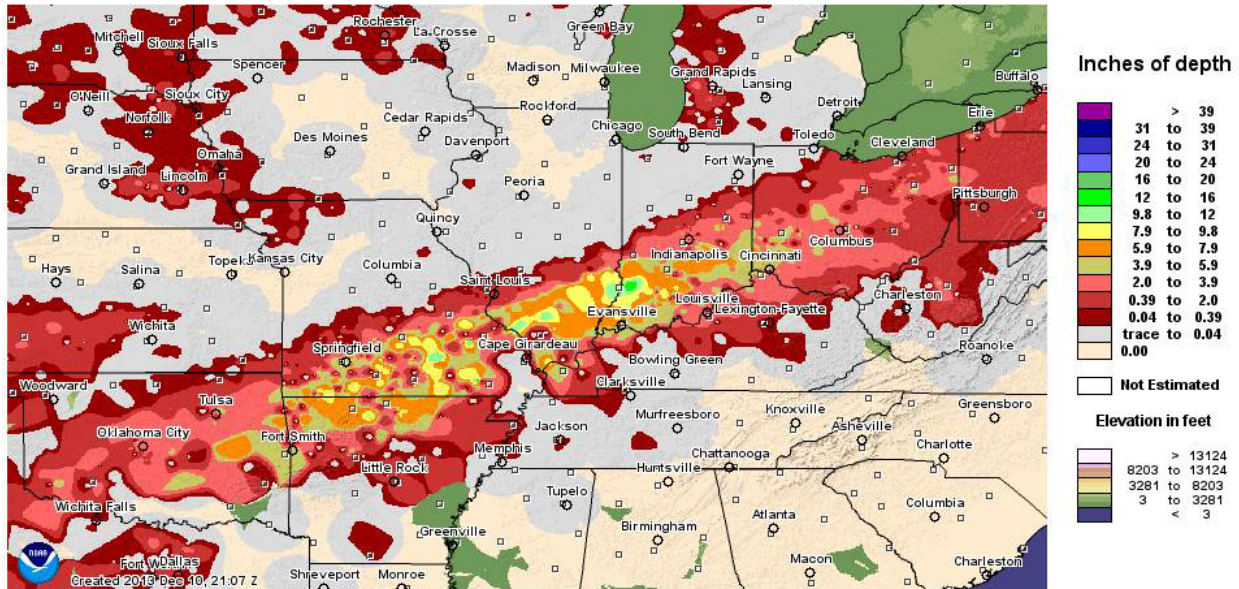 Mitchell
Sioux Falls
Rochester
La Crosse
Green Bay
Spencer
Madison
Milwaukee
Grand Rapids
Lansing
Buffalo
O'Neill
Sioux City
Norfolk
Rockford
Detroit
Erie
Des Moines
Cedar Rapids
Davenport
Chicago
South Bend
Toledo
Cleveland
Omaha
Grand Island
Lincoln
Peoria
Fort Wayne
Pittsburgh
Quincy
Columbus
Hays
Salina
Topek
Kansas City
Columbia
Saint Louis
Indianapolis
Cincinnati
Charleston
Wichita
Evansville
Louisville
Lexington-Fayette
Springfield
Cape Girardeau
Roanoke
Woodward
Bowling Green
Clarksville
Tulsa
Murfreesboro
Knoxville
Greensboro
Oklahoma City
Fort Smith
Jackson
Asheville
Memphis
Little Rock
Chattanooga
Charlotte
Huntsville
Wichita Falls
Tupelo
Greenville
Birmingham
Atlanta
Columbia
Macon
Charleston
Fort W
Dallas
Shreveport
Monroe
NOAA
Created 2013 Dec 10, 21:07 Z
Inches of depth
> 39
31 to 39
24 to 31
20 to 24
16 to 20
12 to 16
9.8 to 12
7.9 to 9.8
5.9 to 7.9
3.9 to 5.9
2.0 to 3.9
0.39 to 2.0
0.04 to 0.39
trace to 0.04
0.00
Not Estimated
Elevation in feet
> 13124
8203 to 13124
3281 to 8203
3 to 3281
< 3